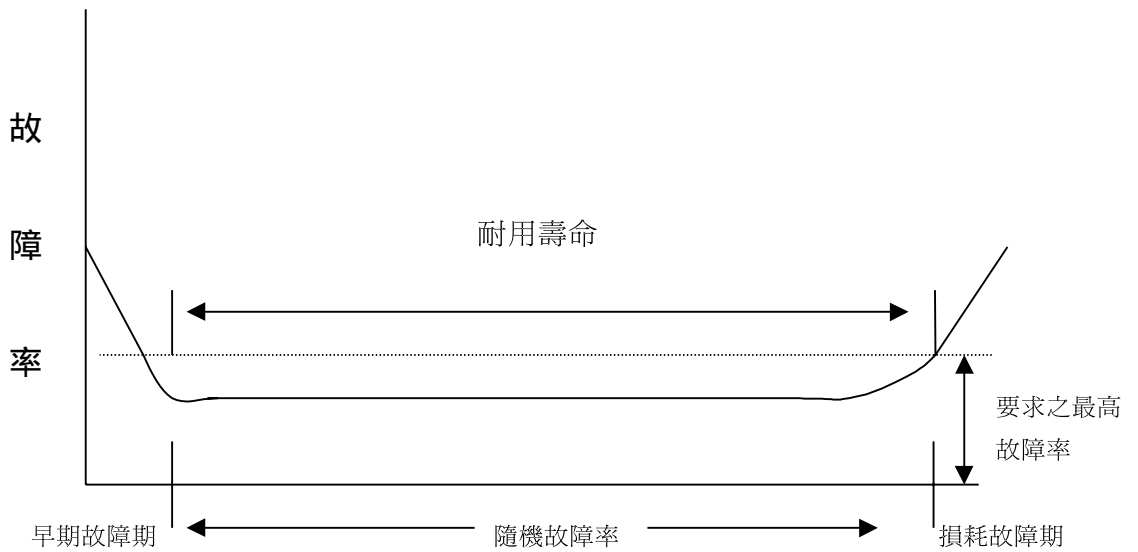 故
障
率
耐用壽命
要求之最高
故障率
早期故障期
隨機故障率
損耗故障期